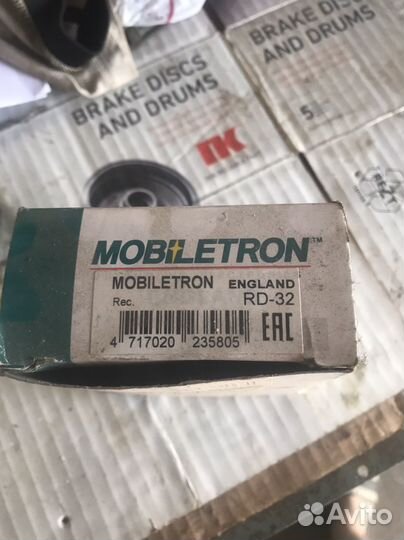 BRAKE DISCS
AND DRUMS
BRAKE DISCS
AND DRUMS
5
NK
MOBILETRON™
MOBILETRON ENGLAND
Rec. RD-32
4 717020 235805
EAC
Avito